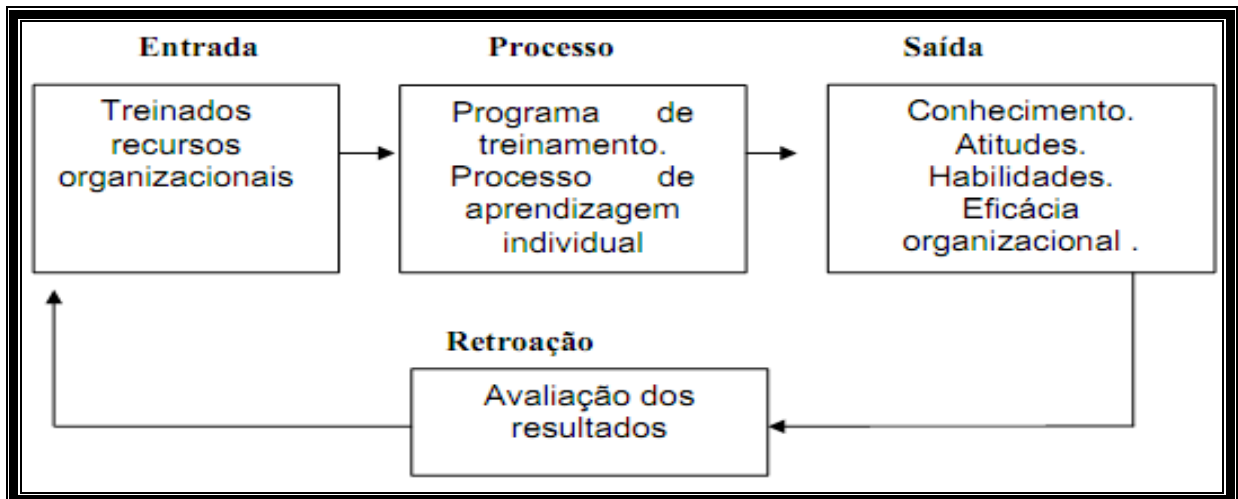 Entrada
Processo
Saída
Treinados
recursos
organizacionais
Programa de
treinamento.
Processo de
aprendizagem
individual
Conhecimento.
Atitudes.
Habilidades.
Eficácia
organizacional .
Retroação
Avaliação dos
resultados